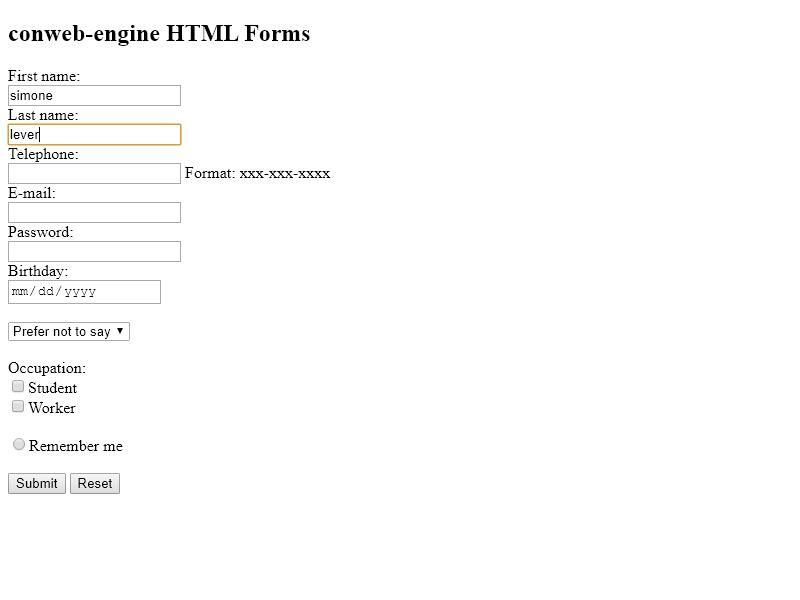 conweb-engine HTML Forms
First name:
simone
Last name:
lever
Telephone:
Format: xxx-xxx-xxxx
E-mail:
Password:
Birthday:
mm/dd/yyyy
Prefer not to say
Occupation:
Student
Worker
Remember me
Submit Reset